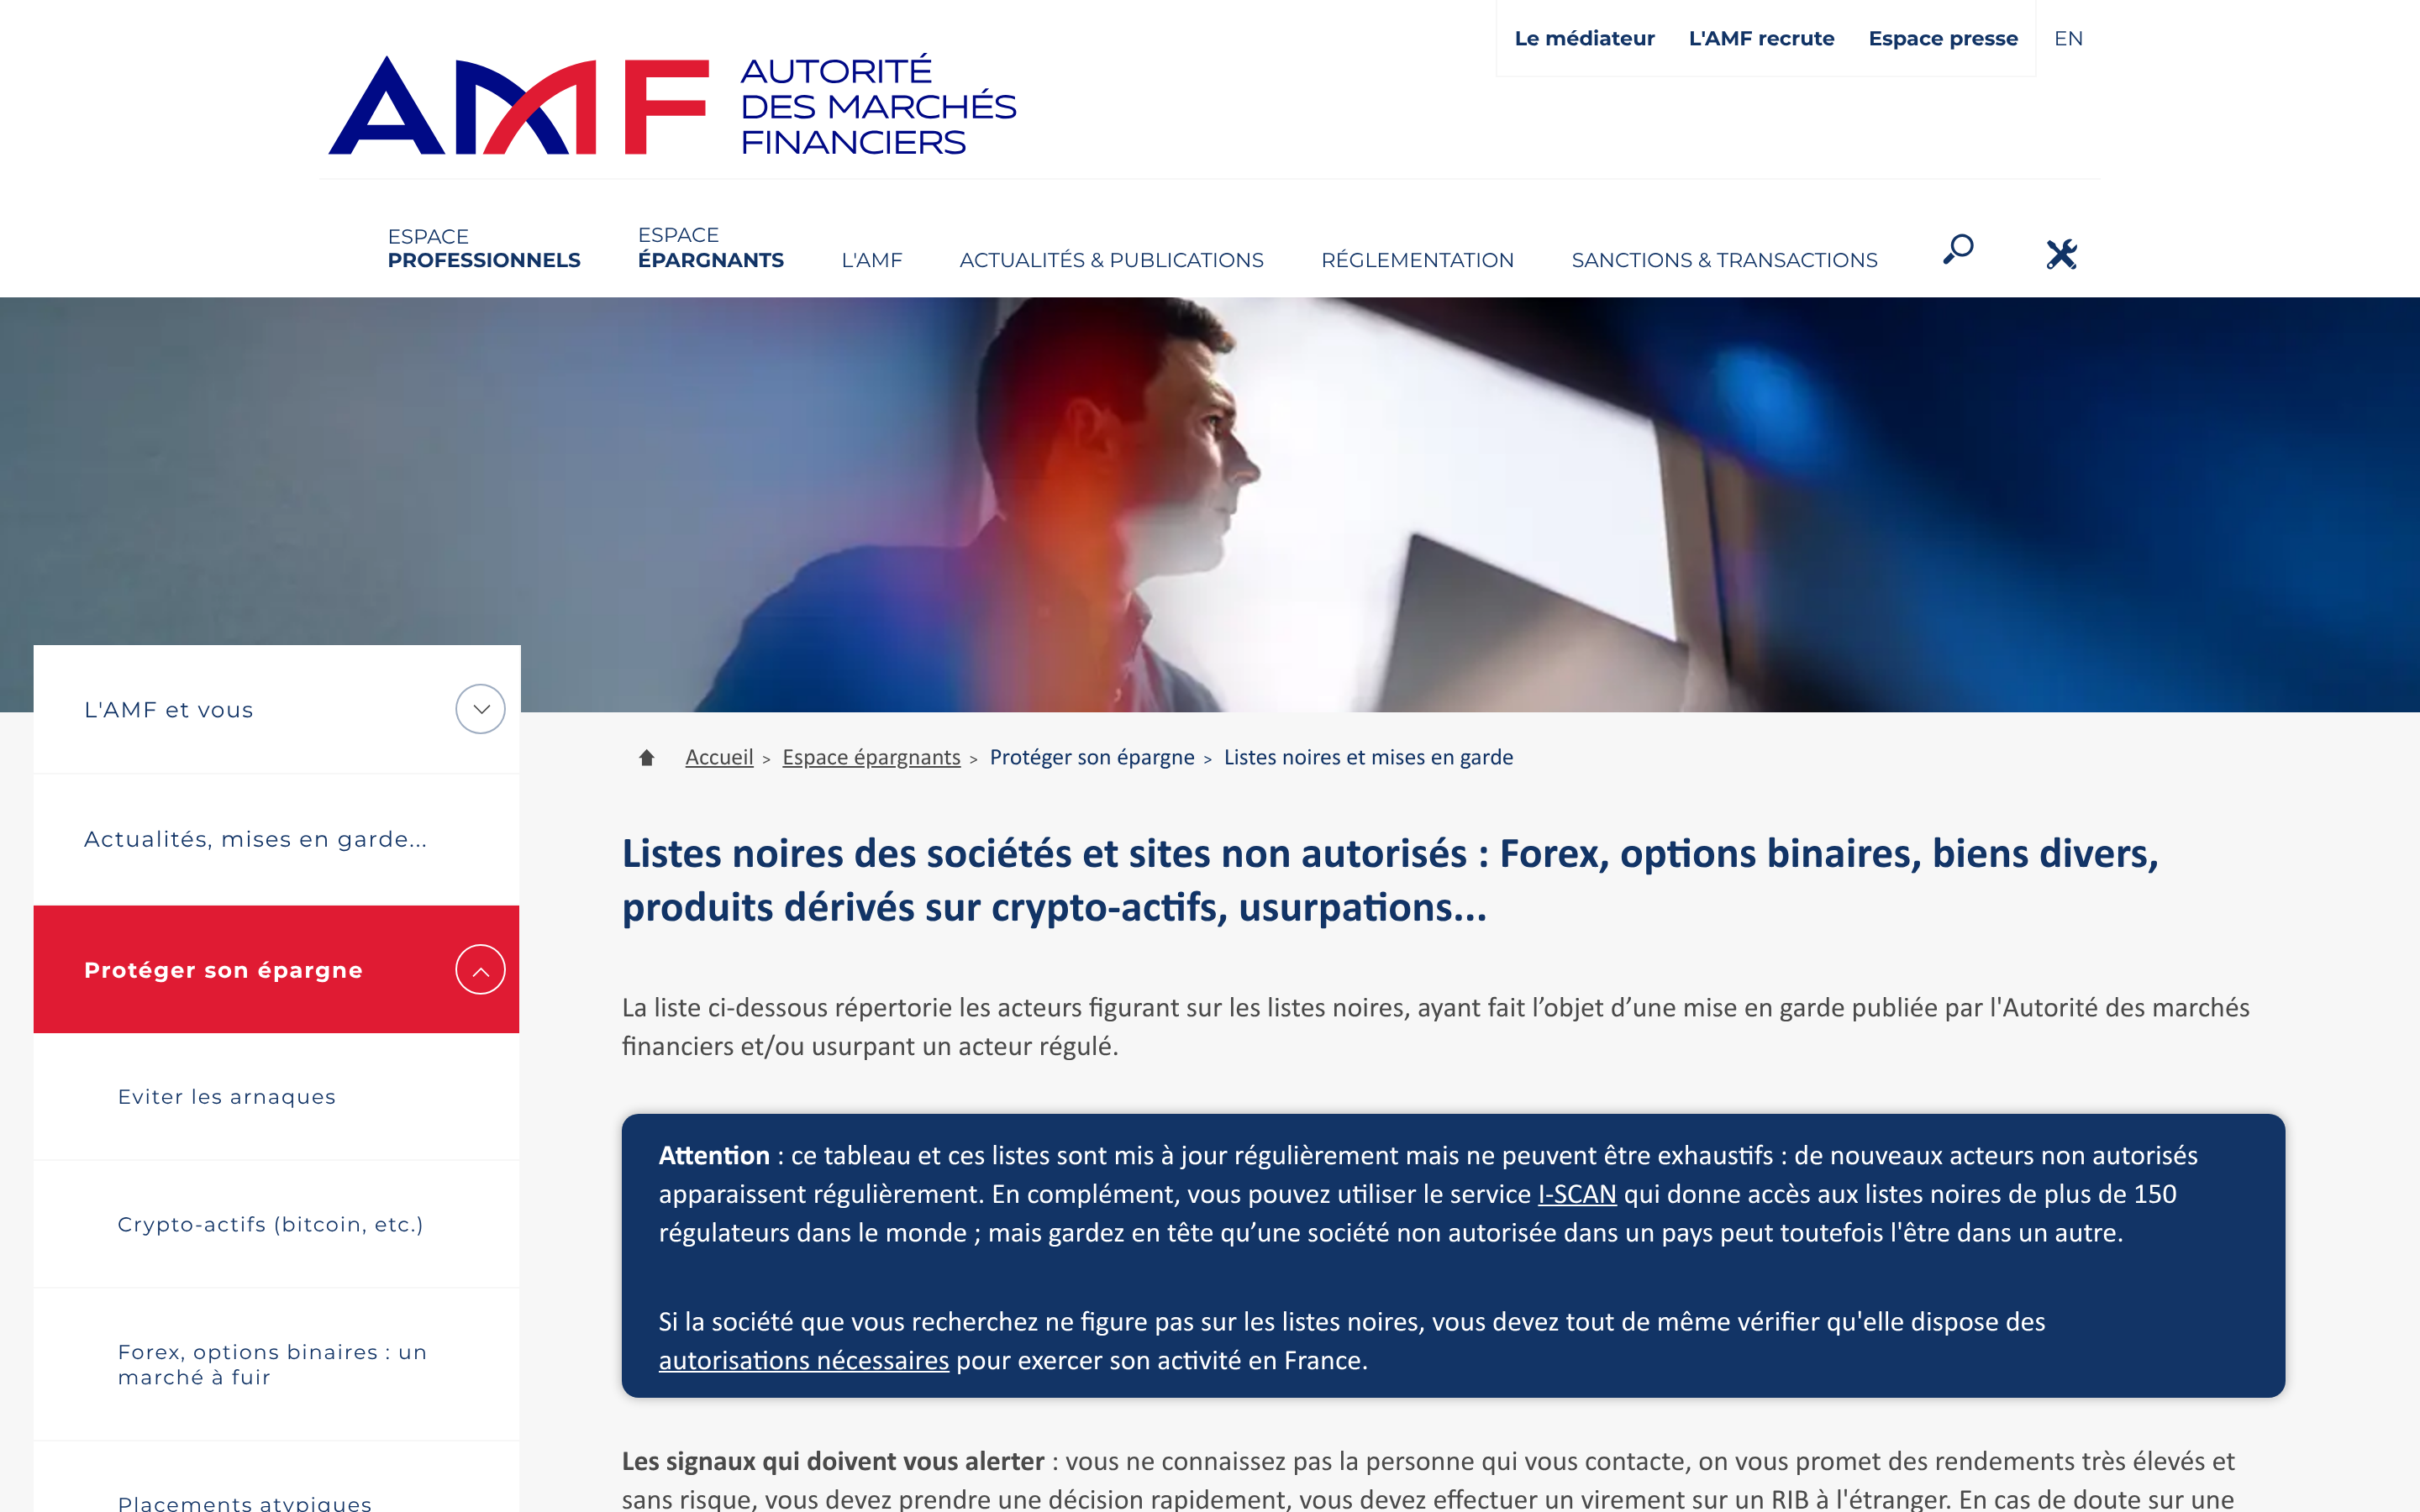 Le médiateur
L'AMF recrute
Espace presse
EN
AMF
AUTORITÉ
DES MARCHÉS
FINANCIERS
ESPACE
PROFESSIONNELS
ESPACE
ÉPARGNANTS
L'AMF
ACTUALITÉS & PUBLICATIONS
RÉGLEMENTATION
SANCTIONS & TRANSACTIONS
L'AMF et vous
Actualités, mises en garde...
Protéger son épargne
Eviter les arnaques
Crypto-actifs (bitcoin, etc.)
Forex, options binaires : un
marché à fuir
Placements atypiques
Accueil > Espace épargnants > Protéger son épargne > Listes noires et mises en garde
Listes noires des sociétés et sites non autorisés : Forex, options binaires, biens divers,
produits dérivés sur crypto-actifs, usurpations...
La liste ci-dessous répertorie les acteurs figurant sur les listes noires, ayant fait l’objet d’une mise en garde publiée par l'Autorité des marchés
financiers et/ou usurpant un acteur régulé.
Attention : ce tableau et ces listes sont mis à jour régulièrement mais ne peuvent être exhaustifs : de nouveaux acteurs non autorisés
apparaissent régulièrement. En complément, vous pouvez utiliser le service I-SCAN qui donne accès aux listes noires de plus de 150
régulateurs dans le monde ; mais gardez en tête qu’une société non autorisée dans un pays peut toutefois l'être dans un autre.
Si la société que vous recherchez ne figure pas sur les listes noires, vous devez tout de même vérifier qu'elle dispose des
autorisations nécessaires pour exercer son activité en France.
Les signaux qui doivent vous alerter : vous ne connaissez pas la personne qui vous contacte, on vous promet des rendements très élevés et
sans risque, vous devez prendre une décision rapidement, vous devez effectuer un virement sur un RIB à l'étranger. En cas de doute sur une